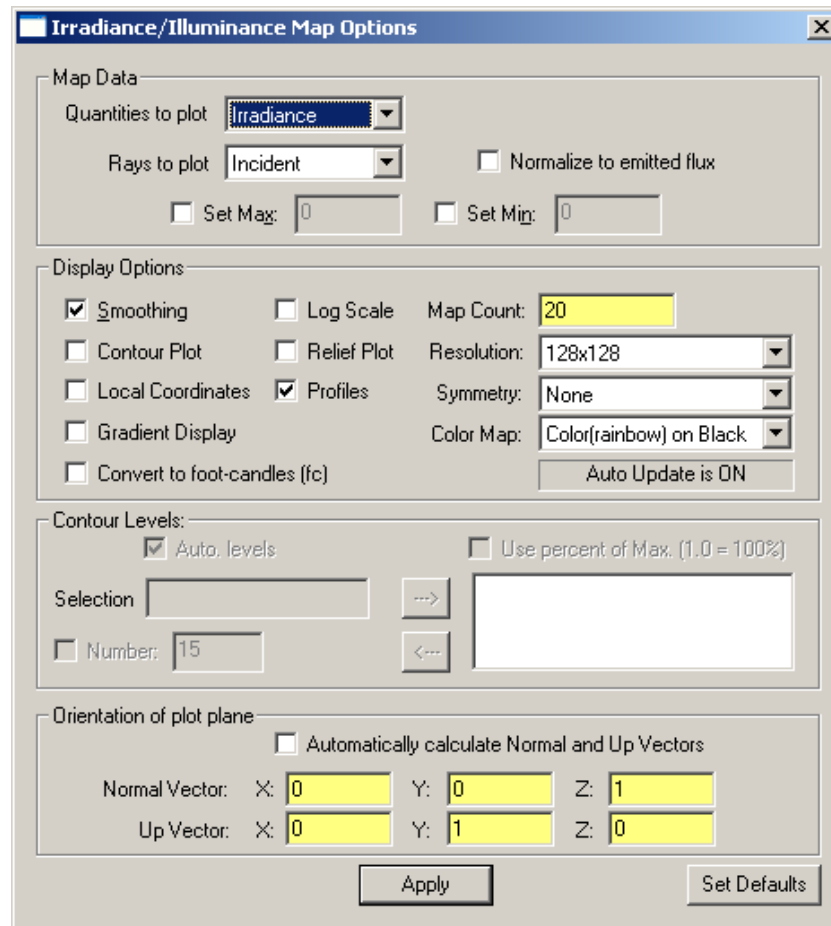 Irradiance/Illuminance Map Options
Map Data
Quantities to plot Irradiance
Rays to plot Incident Normalize to emitted flux
Set Max: 0 Set Min: 0
Display Options
Smoothing Log Scale Map Count: 20
Contour Plot Relief Plot Resolution: 128x128
Local Coordinates Profiles Symmetry: None
Gradient Display Color Map: Color(rainbow) on Black
Convert to foot-candles (fc) Auto Update is ON
Contour Levels:
Auto. levels Use percent of Max. (1.0 = 100%)
Selection --->
Number: 15 <---
Orientation of plot plane
Automatically calculate Normal and Up Vectors
Normal Vector: X: 0 Y: 0 Z: 1
Up Vector: X: 0 Y: 1 Z: 0
Apply Set Defaults